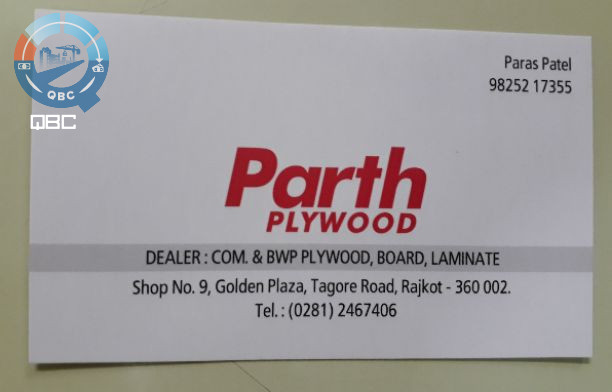 QBC
QBC
Paras Patel
98252 17355
Parth
PLYWOOD
DEALER : COM. & BWP PLYWOOD, BOARD, LAMINATE
Shop No. 9, Golden Plaza, Tagore Road, Rajkot - 360 002.
Tel. : (0281) 2467406